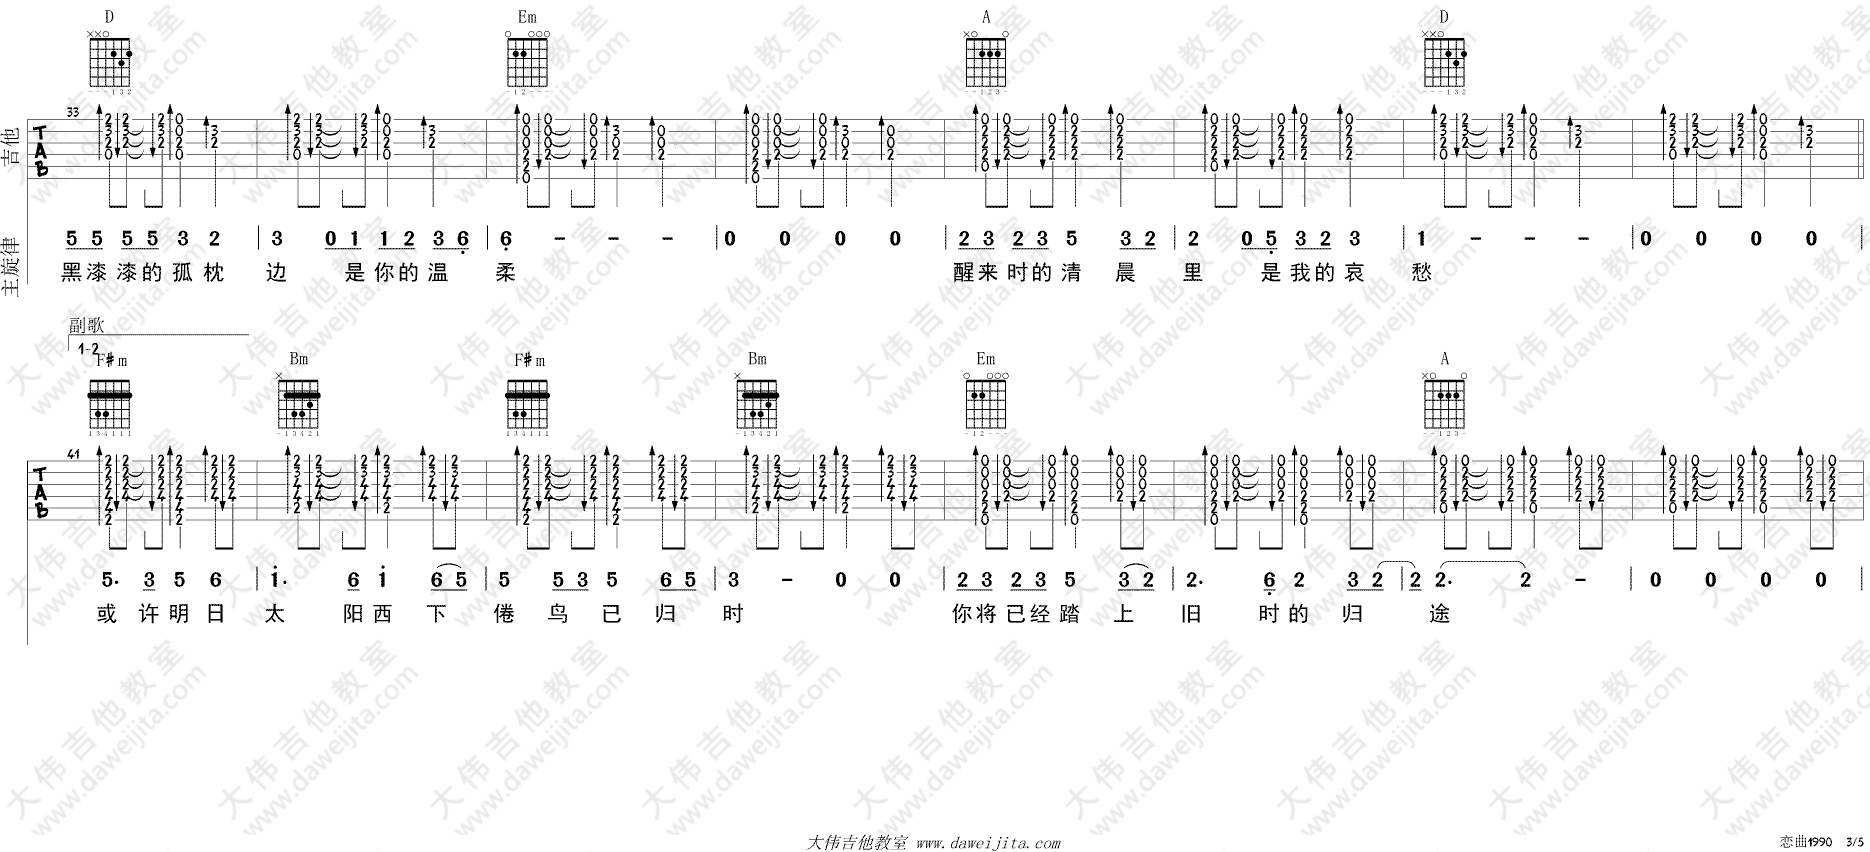 D Em A D
33
吉他
TAB
主旋律
5 5 5 5 3 2 | 3 0 1 1 2 3 6 | 6 - - - | 0 0 0 0 | 2 3 2 3 5 3 2 | 2 0 5 3 2 3 | 1 - - - | 0 0 0 0 |
黑漆漆的孤枕 边 是你的温 柔 醒来时的清 晨 里 是我的哀 愁
副歌
1-2
F#m Bm F#m Bm Em A
41
TAB
5. 3 5 6 | 1. 6 1 6 5 | 5 5 3 5 6 5 | 3 - 0 0 | 2 3 2 3 5 3 2 | 2. 6 2 3 2 | 2 2. 2 - | 0 0 0 0 |
或 许明日 太 阳西 下 倦 鸟 已 归 时 你将已经踏 上 旧 时的 归 途
大伟吉他教室 www.daweijita.com
恋曲1990 3/5